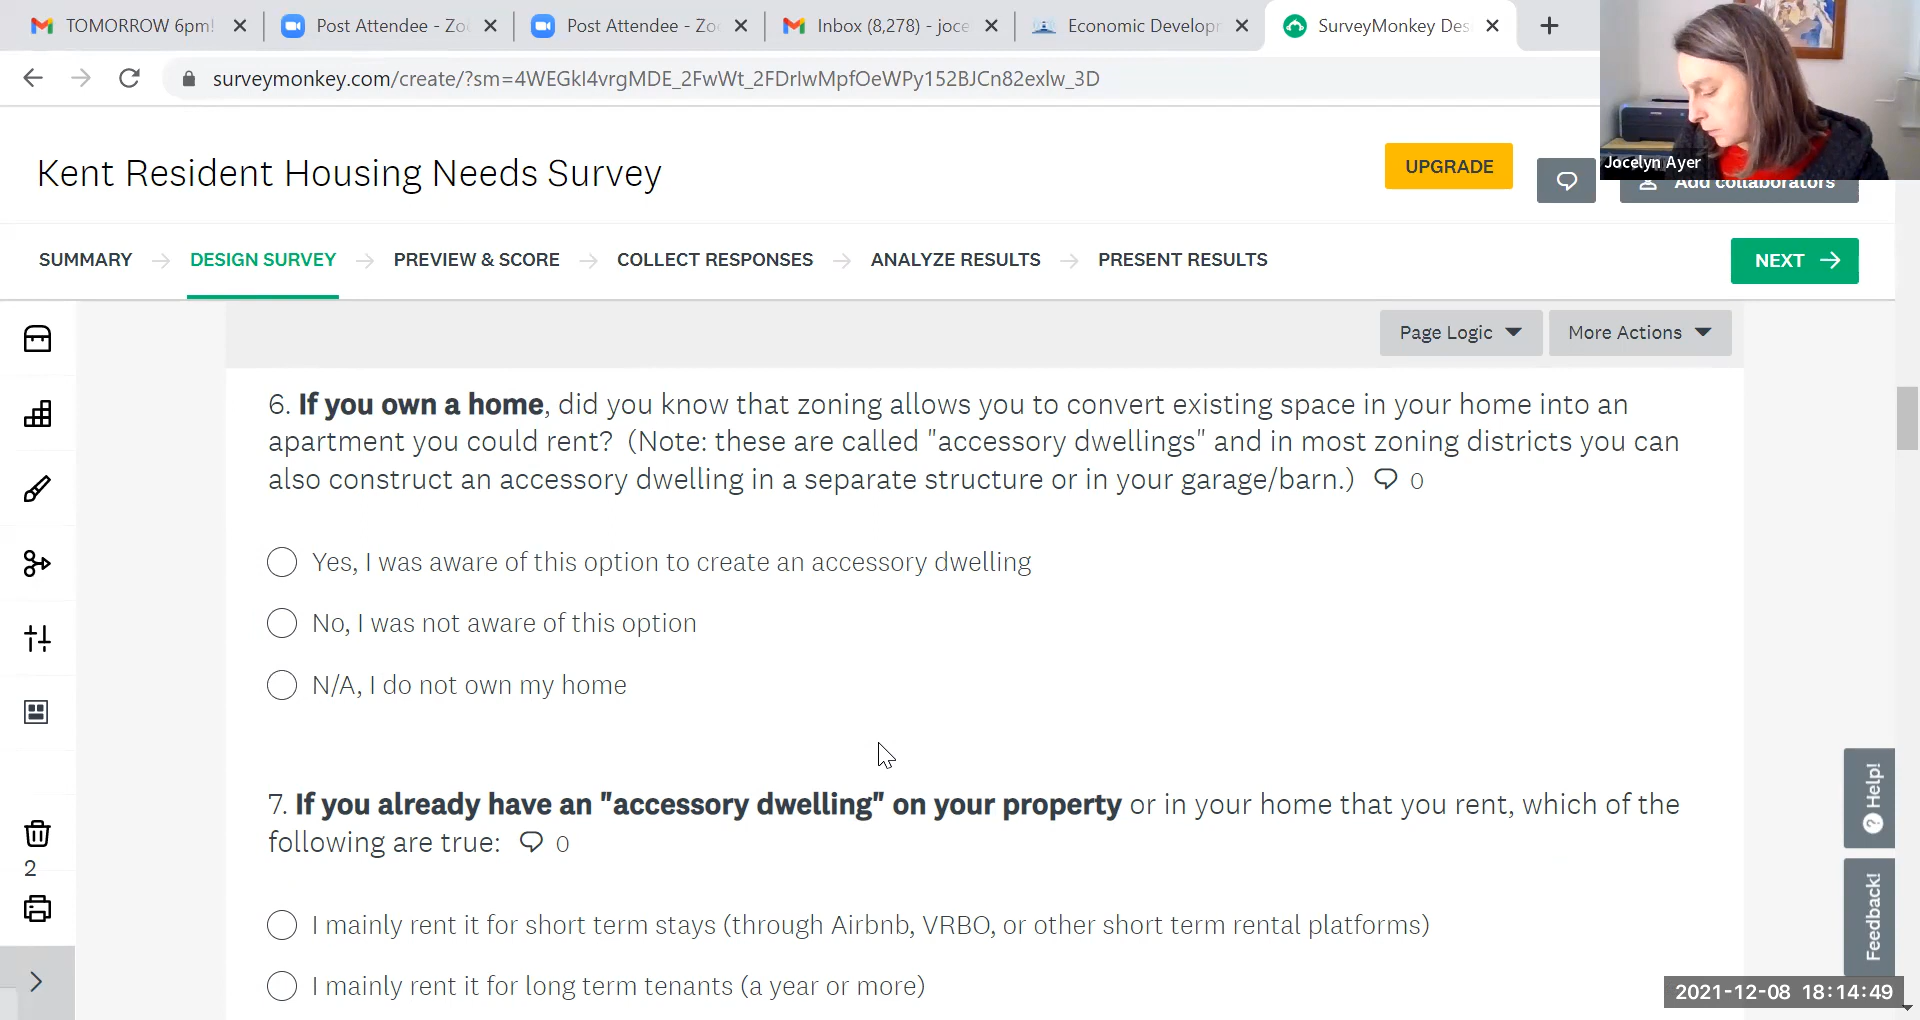 TOMORROW 6pm!
Post Attendee - Zo
Post Attendee - Zo
Inbox (8,278) - joce
Economic Develop
SurveyMonkey Des
surveymonkey.com/create/?sm=4WEGkI4vrgMDE_2FwWt_2FDrIwMpfOeWPy152BJCn82exlw_3D
Jocelyn Ayer
Kent Resident Housing Needs Survey
UPGRADE
Add collaborators
SUMMARY
DESIGN SURVEY
PREVIEW & SCORE
COLLECT RESPONSES
ANALYZE RESULTS
PRESENT RESULTS
NEXT
Page Logic
More Actions
6. If you own a home, did you know that zoning allows you to convert existing space in your home into an
apartment you could rent? (Note: these are called "accessory dwellings" and in most zoning districts you can
also construct an accessory dwelling in a separate structure or in your garage/barn.) 0
Yes, I was aware of this option to create an accessory dwelling
No, I was not aware of this option
N/A, I do not own my home
7. If you already have an "accessory dwelling" on your property or in your home that you rent, which of the
following are true: 0
I mainly rent it for short term stays (through Airbnb, VRBO, or other short term rental platforms)
I mainly rent it for long term tenants (a year or more)
2
? Help!
Feedback!
2021-12-08 18:14:49